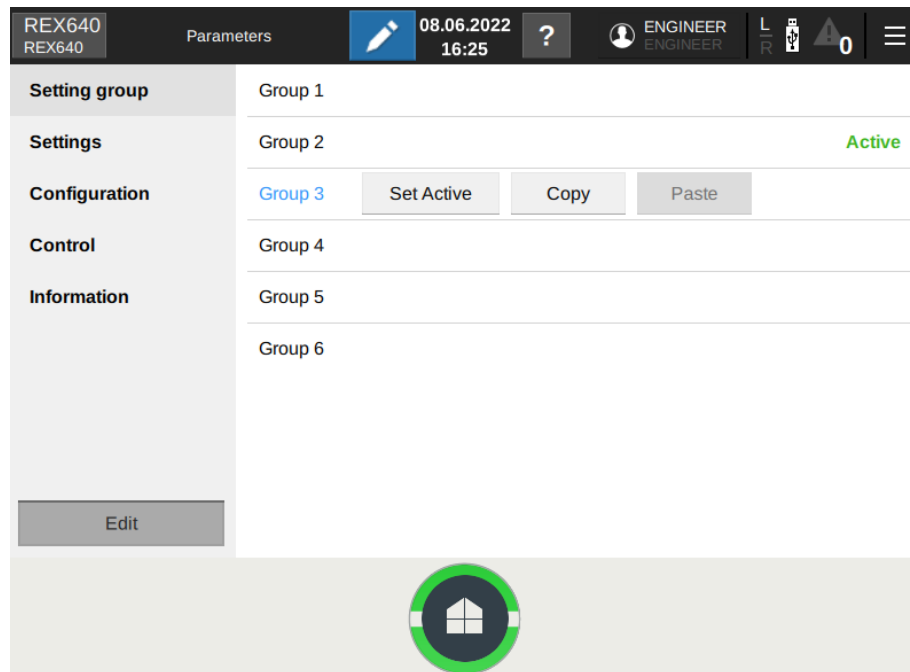 REX640
REX640
Parameters
08.06.2022
16:25
?
ENGINEER
ENGINEER
L
R
0
Setting group
Settings
Configuration
Control
Information
Edit
Group 1
Group 2 Active
Group 3 Set Active Copy Paste
Group 4
Group 5
Group 6